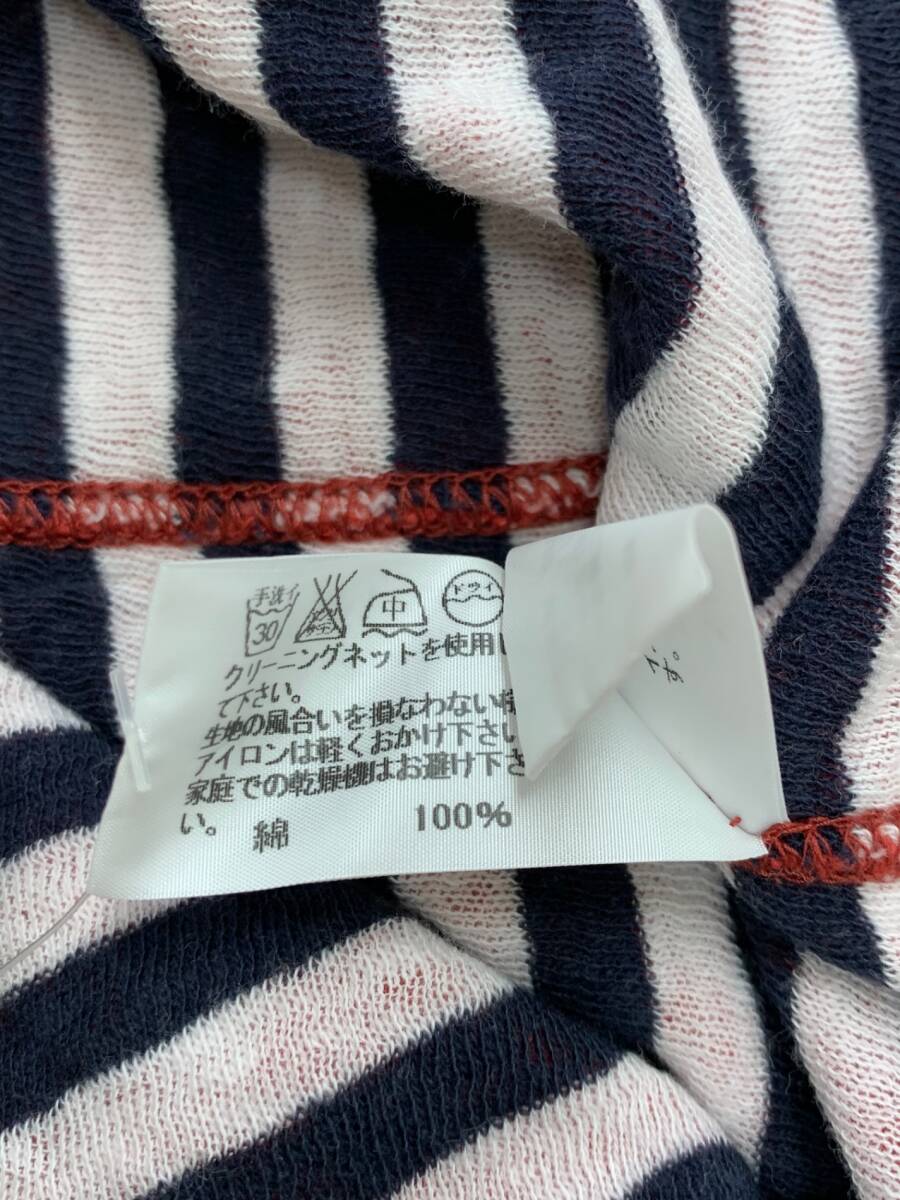 手洗イ 30 中 ドライ
クリーニングネットを使用
て下さい。
生地の風合いを損なわない
アイロンは軽くおかけ下さい
家庭での乾燥機はお避け下さ
い。
綿 100%
す。